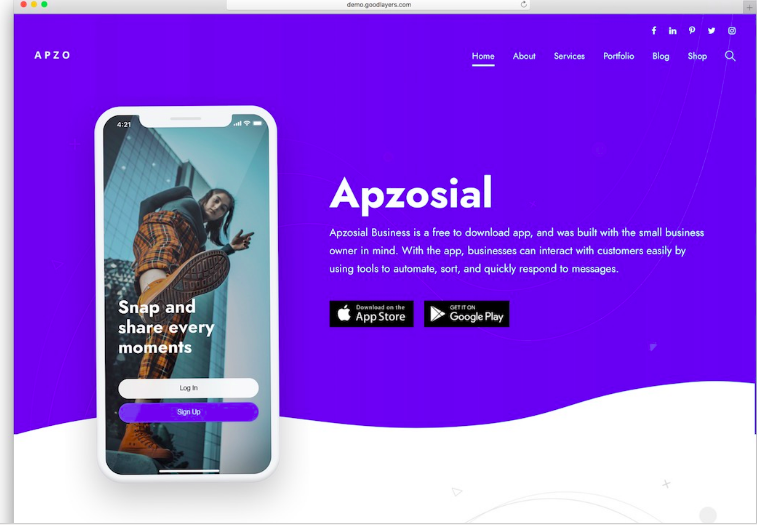 demo.goodlayers.com
APZO
Home About Services Portfolio Blog Shop
4:21
Snap and
share every
moments
Log In
Sign Up
Apzosial
Apzosial Business is a free to download app, and was built with the small business
owner in mind. With the app, businesses can interact with customers easily by
using tools to automate, sort, and quickly respond to messages.
Download on the
App Store
GET IT ON
Google Play